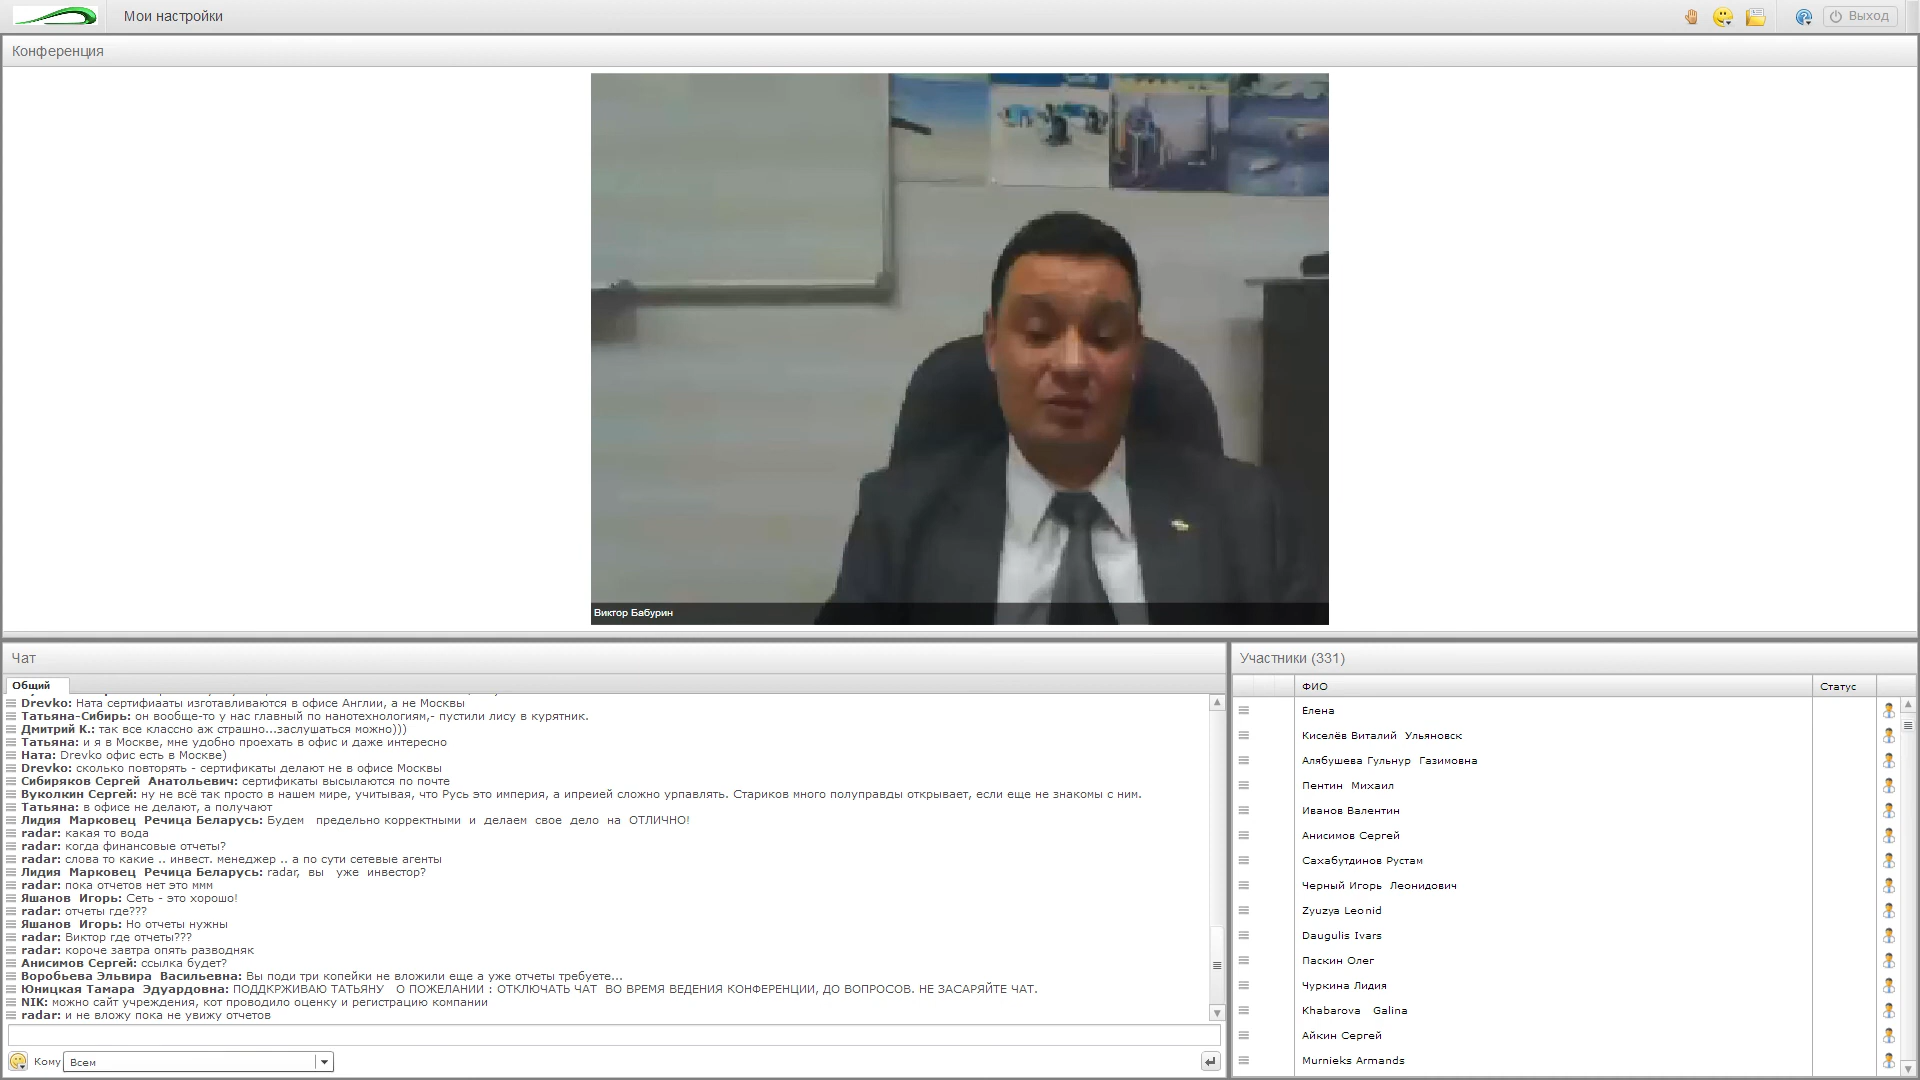 Мои настройки
Выход
Конференция
Виктор Бабурин
Чат
Общий
Drevko: Ната сертифиааты изготавливаются в офисе Англии, а не Москвы
Татьяна-Сибирь: он вообще-то у нас главный по нанотехнологиям,- пустили лису в курятник.
Дмитрий К.: так все классно аж страшно...заслушаться можно)))
Татьяна: и я в Москве, мне удобно проехать в офис и даже интересно
Ната: Drevko офис есть в Москве)
Drevko: сколько повторять - сертификаты делают не в офисе Москвы
Сибиряков Сергей Анатольевич: сертификаты высылаются по почте
Вуколкин Сергей: ну не всё так просто в нашем мире, учитывая, что Русь это империя, а ипреией сложно урпавлять. Стариков много полуправды открывает, если еще не знакомы с ним.
Татьяна: в офисе не делают, а получают
Лидия Марковец Речица Беларусь: Будем предельно корректными и делаем свое дело на ОТЛИЧНО!
radar: какая то вода
radar: когда финансовые отчеты?
radar: слова то какие .. инвест. менеджер .. а по сути сетевые агенты
Лидия Марковец Речица Беларусь: radar, вы уже инвестор?
radar: пока отчетов нет это ммм
Яшанов Игорь: Сеть - это хорошо!
radar: отчеты где???
Яшанов Игорь: Но отчеты нужны
radar: Виктор где отчеты???
radar: короче завтра опять разводняк
Анисимов Сергей: ссылка будет?
Воробьева Эльвира Васильевна: Вы поди три копейки не вложили еще а уже отчеты требуете...
Юницкая Тамара Эдуардовна: ПОДДКРЖИВАЮ ТАТЬЯНУ О ПОЖЕЛАНИИ : ОТКЛЮЧАТЬ ЧАТ ВО ВРЕМЯ ВЕДЕНИЯ КОНФЕРЕНЦИИ, ДО ВОПРОСОВ. НЕ ЗАСАРЯЙТЕ ЧАТ.
NIK: можно сайт учреждения, кот проводило оценку и регистрацию компании
radar: и не вложу пока не увижу отчетов
Кому
Всем
Участники (331)
ФИО
Статус
Елена
Киселёв Виталий Ульяновск
Алябушева Гульнур Газимовна
Пентин Михаил
Иванов Валентин
Анисимов Сергей
Сахабутдинов Рустам
Черный Игорь Леонидович
Zyuzya Leonid
Daugulis Ivars
Паскин Олег
Чуркина Лидия
Khabarova Galina
Айкин Сергей
Murnieks Armands